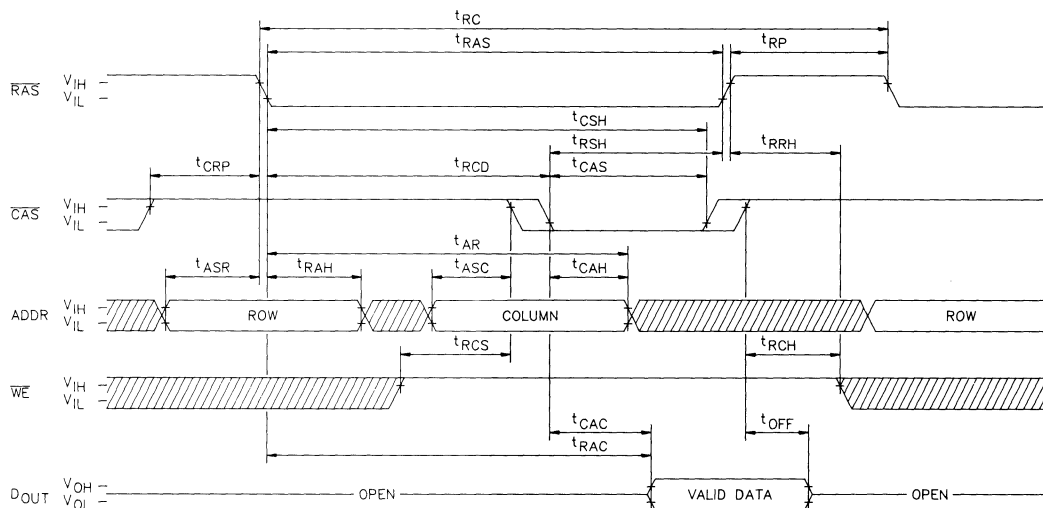 tRC
tRAS tRP
RAS VIH
VIL
tCSH
tRSH tRRH
tCRP tRCD tCAS
CAS VIH
VIL
tAR
tASR tRAH tASC tCAH
ADDR VIH
VIL ROW COLUMN ROW
tRCS tRCH
WE VIH
VIL
tCAC tOFF
tRAC
DOUT VOH
VOL OPEN VALID DATA OPEN